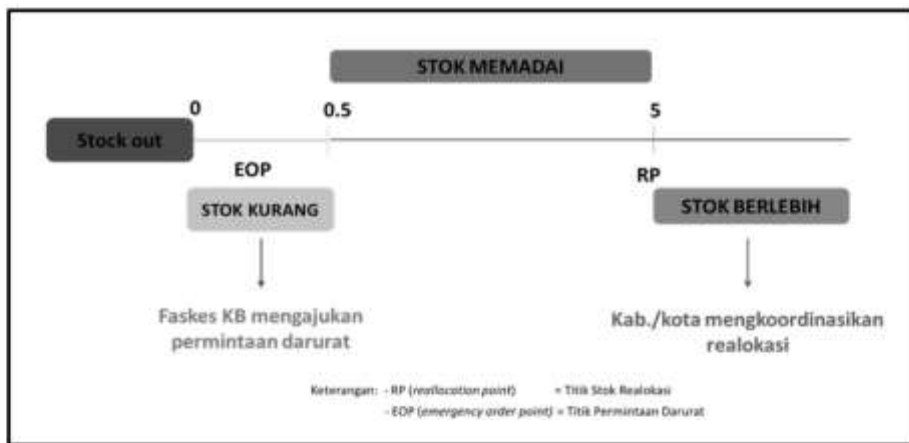 STOK MEMADAI
0 0.5 5
Stock out
EOP RP
STOK KURANG STOK BERLEBIH
Faskes KB mengajukan
permintaan darurat
Kab./kota mengkoordinasikan
realokasi
Keterangan: - RP (reallocation point) = Titik Stok Realokasi
- EOP (emergency order point) = Titik Permintaan Darurat